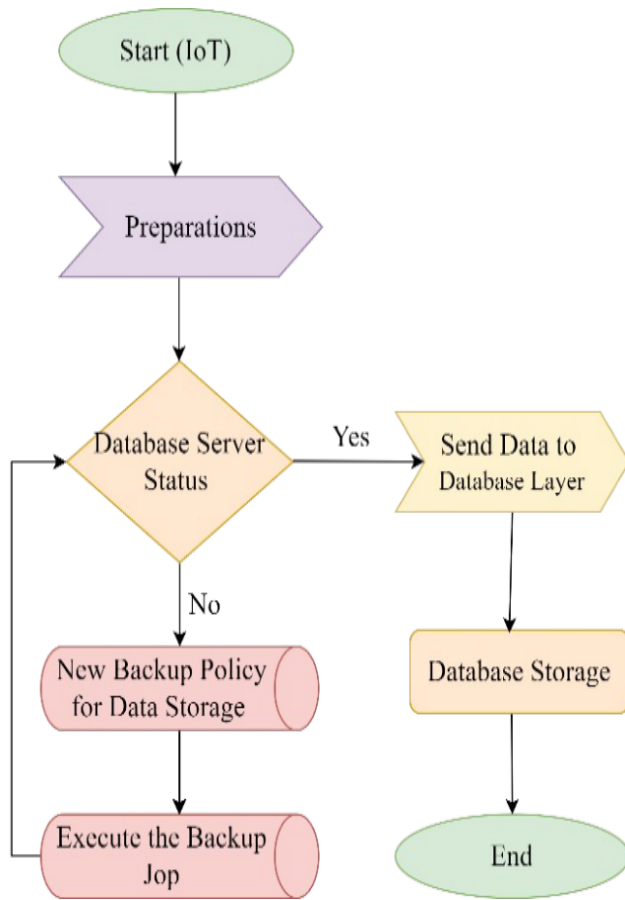 Start (IoT)
Preparations
Database Server
Status
Yes
Send Data to
Database Layer
No
New Backup Policy
for Data Storage
Database Storage
Execute the Backup
Jop
End